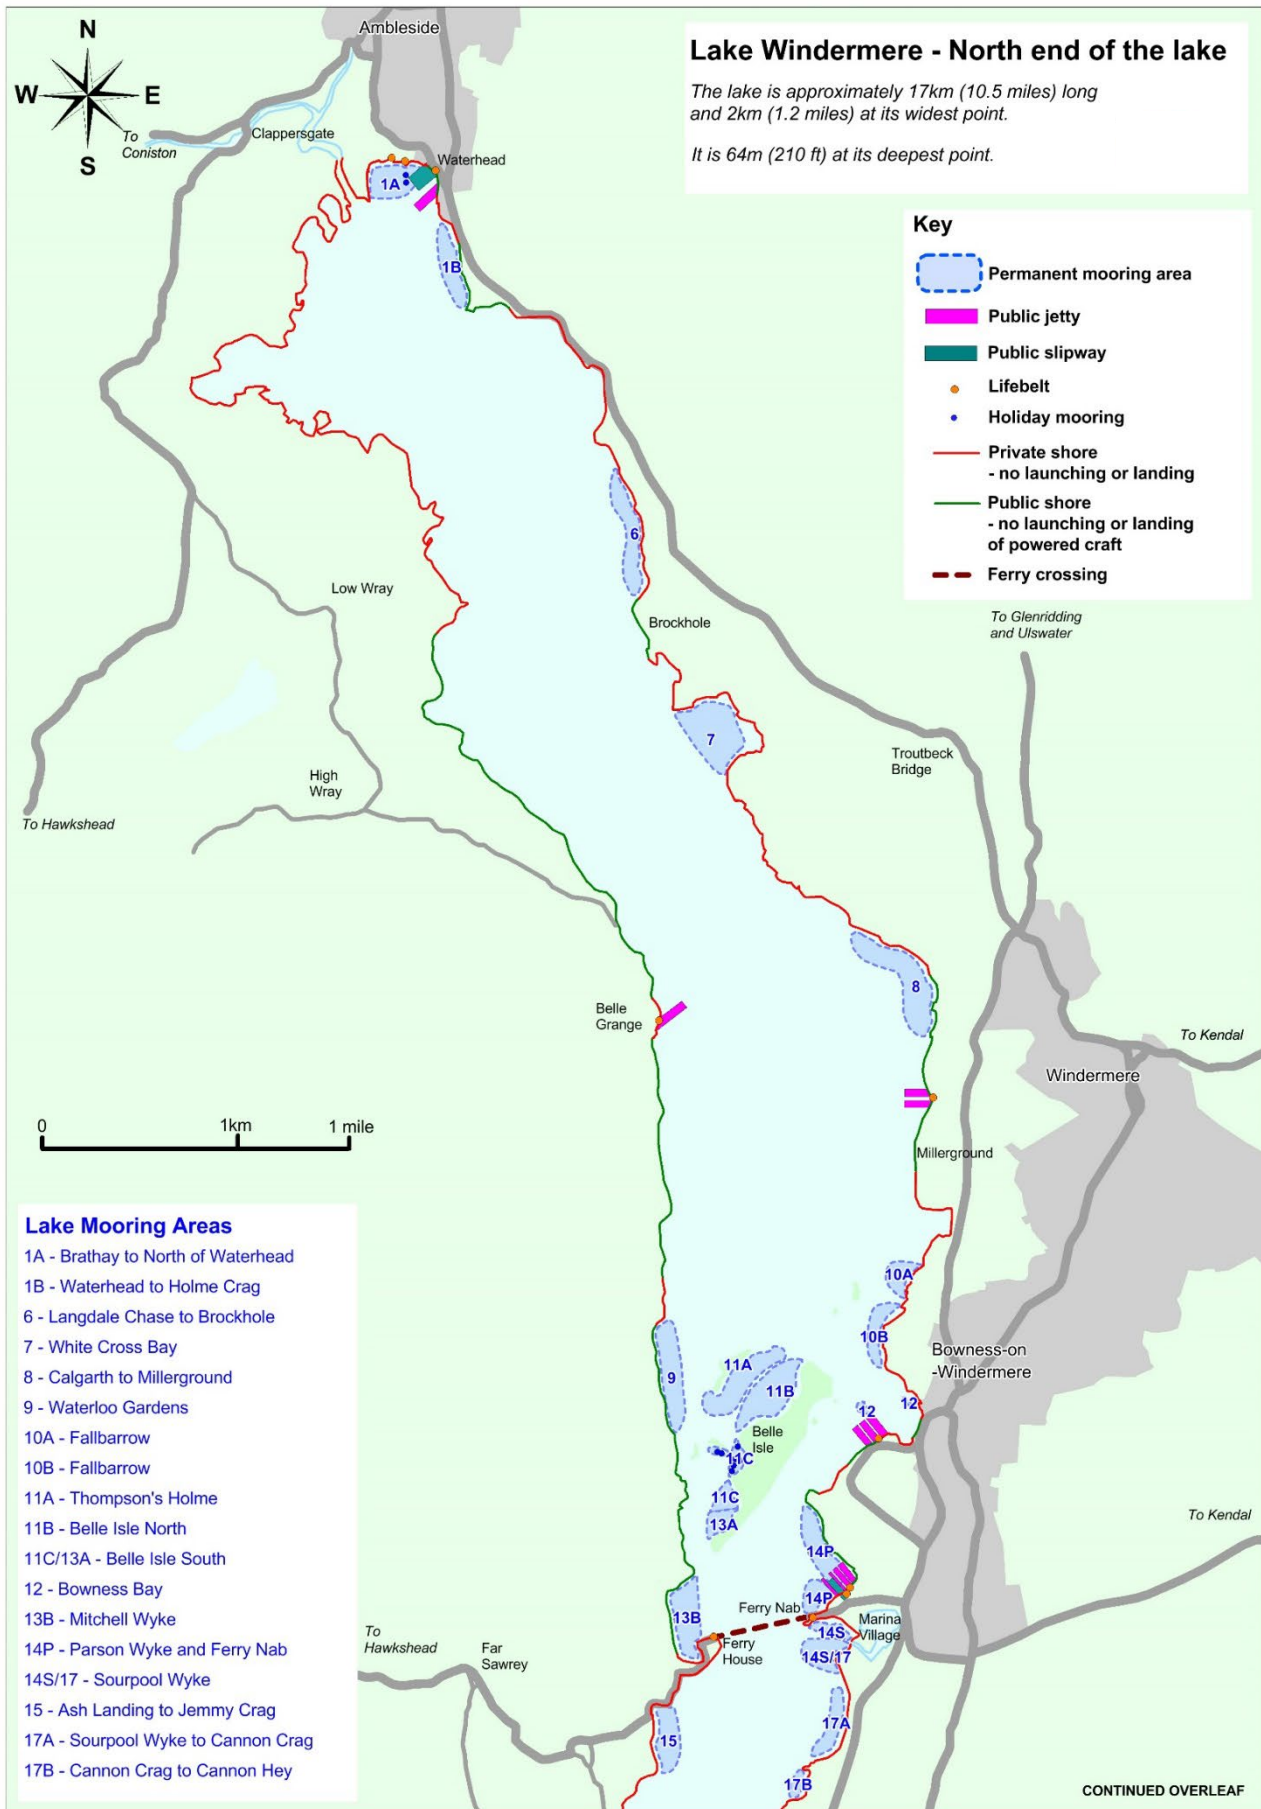 N
W
E
S
Ambleside
To
Coniston
Clappersgate
Waterhead
1A
1B
Lake Windermere - North end of the lake
The lake is approximately 17km (10.5 miles) long
and 2km (1.2 miles) at its widest point.
It is 64m (210 ft) at its deepest point.
Key
Permanent mooring area
Public jetty
Public slipway
Lifebelt
Holiday mooring
Private shore
- no launching or landing
Public shore
- no launching or landing
of powered craft
Ferry crossing
6
Low Wray
Brockhole
To Glenridding
and Ulswater
7
Troutbeck
Bridge
High
Wray
To Hawkshead
8
Belle
Grange
To Kendal
Windermere
0
1km
1 mile
Millerground
10A
10B
Bowness-on
-Windermere
9
11A
11B
12
12
Belle
Isle
11C
11C
13A
To Kendal
14P
14P
13B
Ferry Nab
Marina
Village
14S
14S/17
Ferry
House
To
Hawkshead
Far
Sawrey
15
17A
17B
Lake Mooring Areas
1A - Brathay to North of Waterhead
1B - Waterhead to Holme Crag
6 - Langdale Chase to Brockhole
7 - White Cross Bay
8 - Calgarth to Millerground
9 - Waterloo Gardens
10A - Fallbarrow
10B - Fallbarrow
11A - Thompson's Holme
11B - Belle Isle North
11C/13A - Belle Isle South
12 - Bowness Bay
13B - Mitchell Wyke
14P - Parson Wyke and Ferry Nab
14S/17 - Sourpool Wyke
15 - Ash Landing to Jemmy Crag
17A - Sourpool Wyke to Cannon Crag
17B - Cannon Crag to Cannon Hey
CONTINUED OVERLEAF